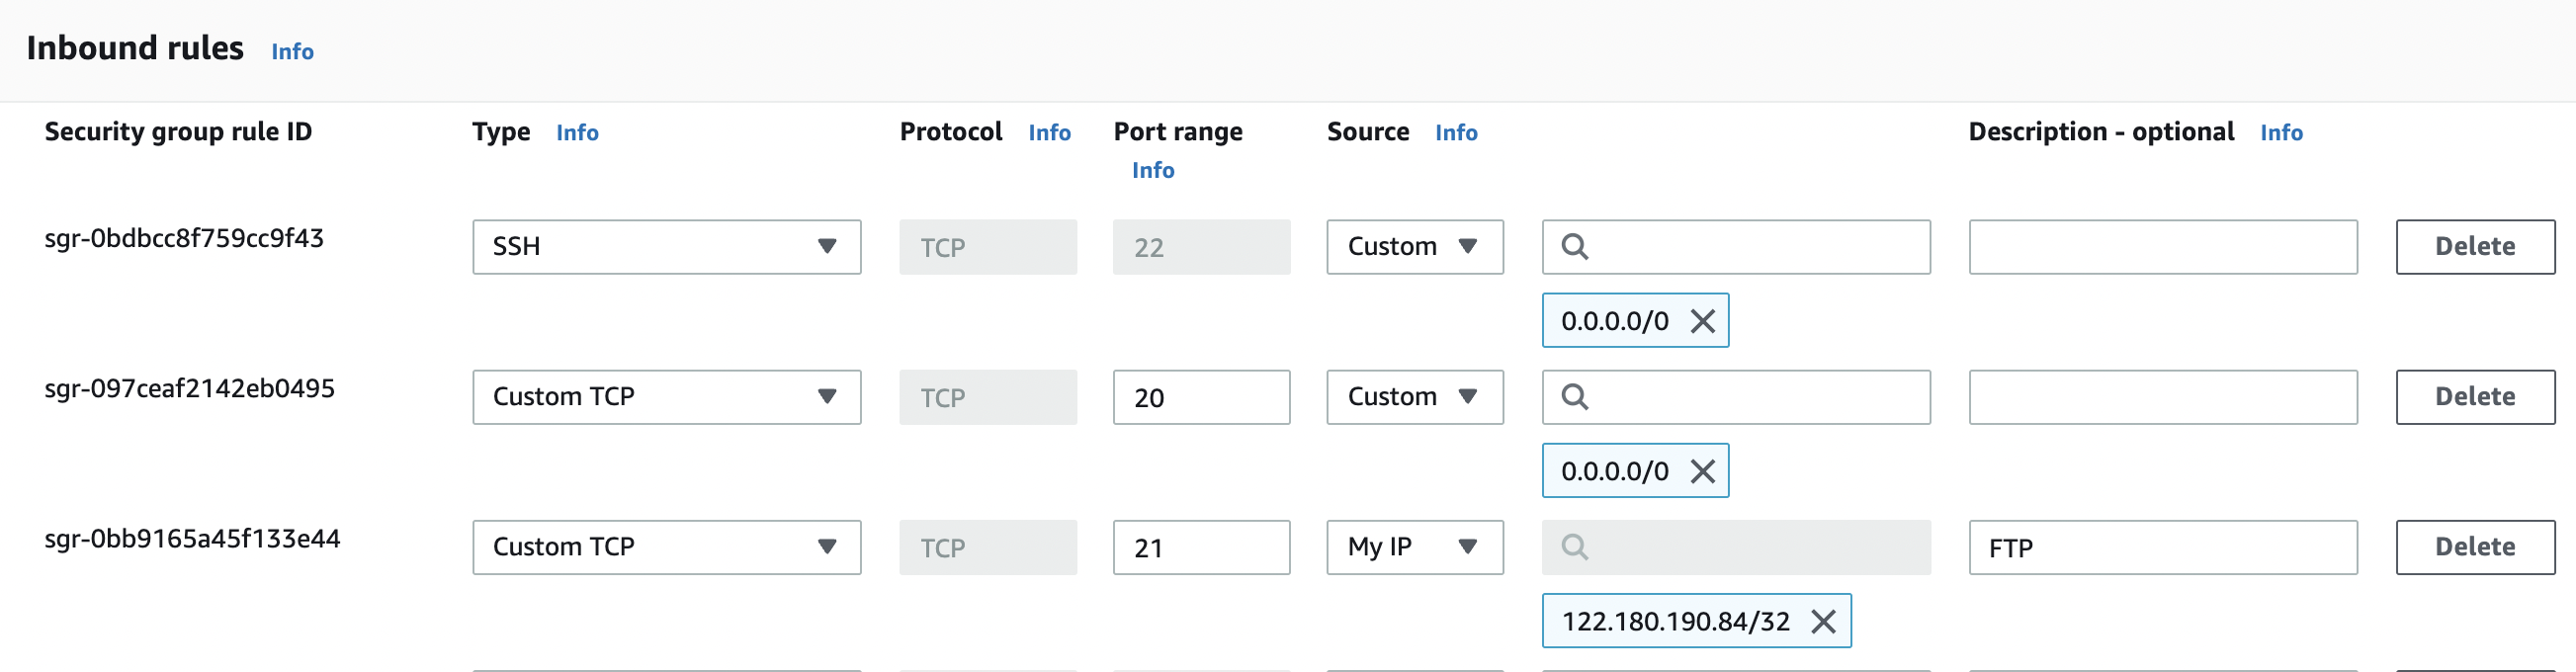 Inbound rules Info
Security group rule ID Type Info Protocol Info Port range Info Source Info Description - optional Info
sgr-0bdbcc8f759cc9f43 SSH TCP 22 Custom Delete
0.0.0.0/0
sgr-097ceaf2142eb0495 Custom TCP TCP 20 Custom Delete
0.0.0.0/0
sgr-0bb9165a45f133e44 Custom TCP TCP 21 My IP FTP Delete
122.180.190.84/32